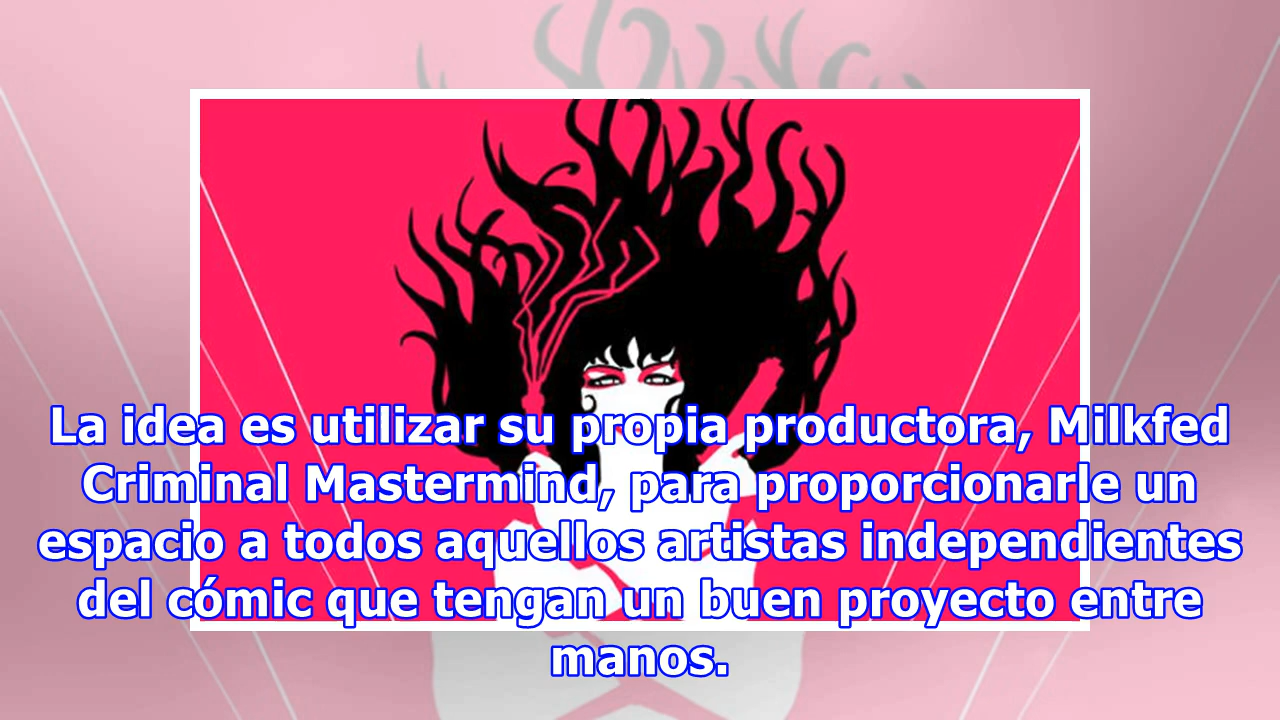 La idea es utilizar su propia productora, Milkfed
Criminal Mastermind, para proporcionarle un
espacio a todos aquellos artistas independientes
del cómic que tengan un buen proyecto entre
manos.